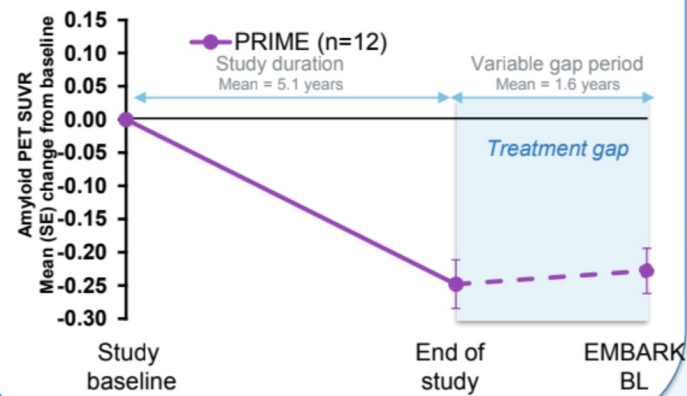 0.15
0.10
0.05
0.00
-0.05
-0.10
-0.15
-0.20
-0.25
-0.30
Amyloid PET SUVR
Mean (SE) change from baseline
PRIME (n=12)
Study duration
Mean = 5.1 years
Variable gap period
Mean = 1.6 years
Treatment gap
Study
baseline
End of
study
EMBARK
BL